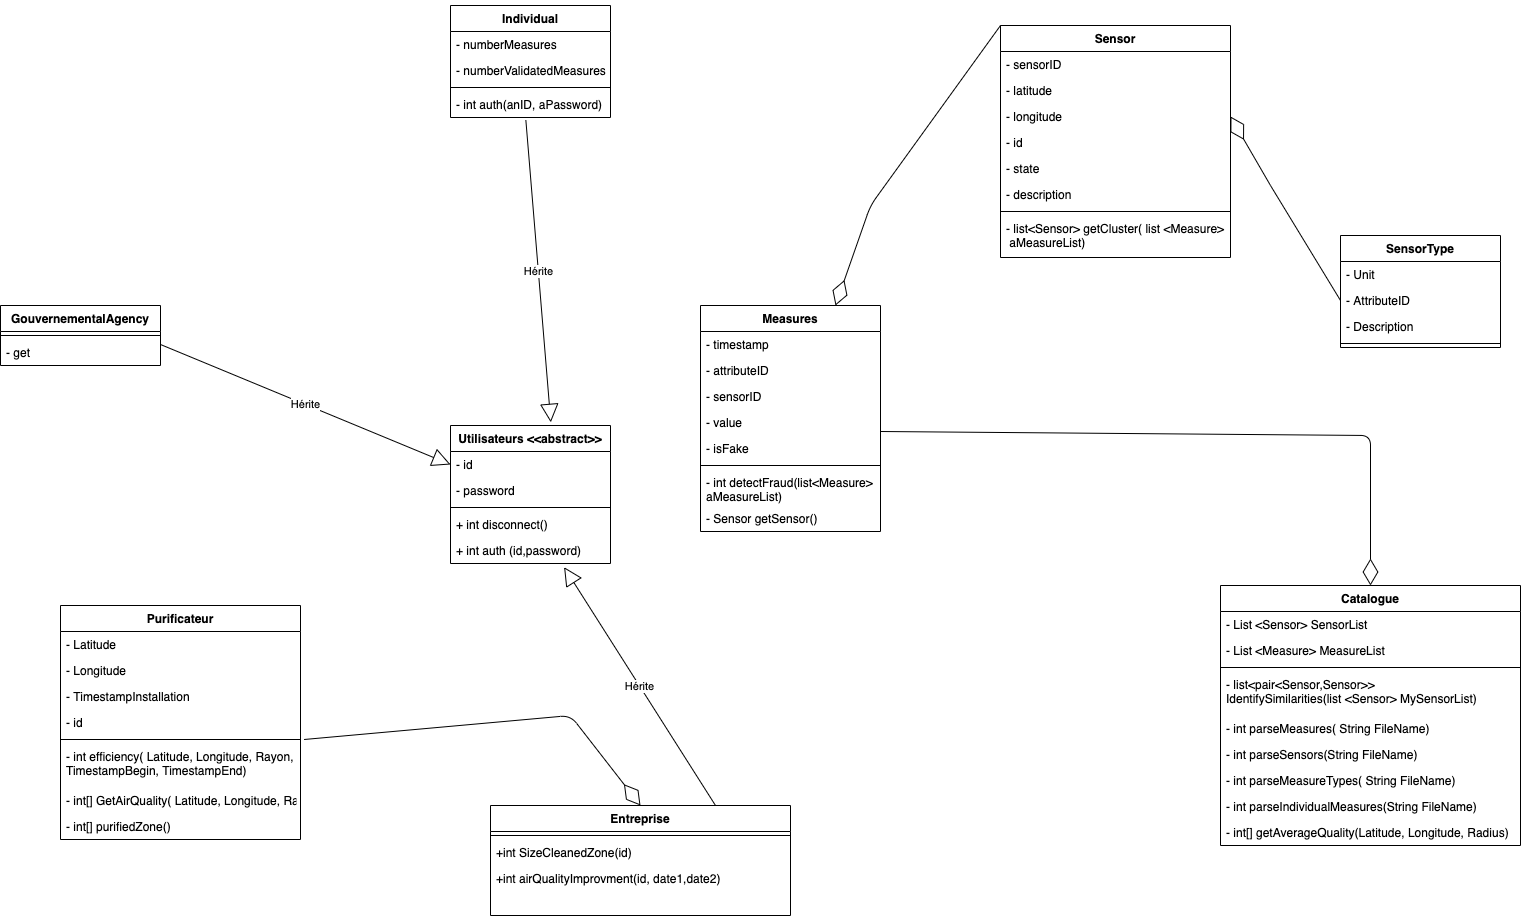 Individual
- numberMeasures
- numberValidatedMeasures
- int auth(anID, aPassword)
Sensor
- sensorID
- latitude
- longitude
- id
- state
- description
- list<Sensor> getCluster( list <Measure>
aMeasureList)
SensorType
- Unit
- AttributeID
- Description
Hérite
GouvernementalAgency
- get
Hérite
Measures
- timestamp
- attributeID
- sensorID
- value
- isFake
- int detectFraud(list<Measure>
aMeasureList)
- Sensor getSensor()
Utilisateurs <<abstract>>
- id
- password
+ int disconnect()
+ int auth (id,password)
Purificateur
- Latitude
- Longitude
- TimestampInstallation
- id
- int efficiency( Latitude, Longitude, Rayon,
TimestampBegin, TimestampEnd)
- int[] GetAirQuality( Latitude, Longitude, Ra
- int[] purifiedZone()
Hérite
Entreprise
+int SizeCleanedZone(id)
+int airQualityImprovment(id, date1,date2)
Catalogue
- List <Sensor> SensorList
- List <Measure> MeasureList
- list<pair<Sensor,Sensor>>
IdentifySimilarities(list <Sensor> MySensorList)
- int parseMeasures( String FileName)
- int parseSensors(String FileName)
- int parseMeasureTypes( String FileName)
- int parseIndividualMeasures(String FileName)
- int[] getAverageQuality(Latitude, Longitude, Radius)